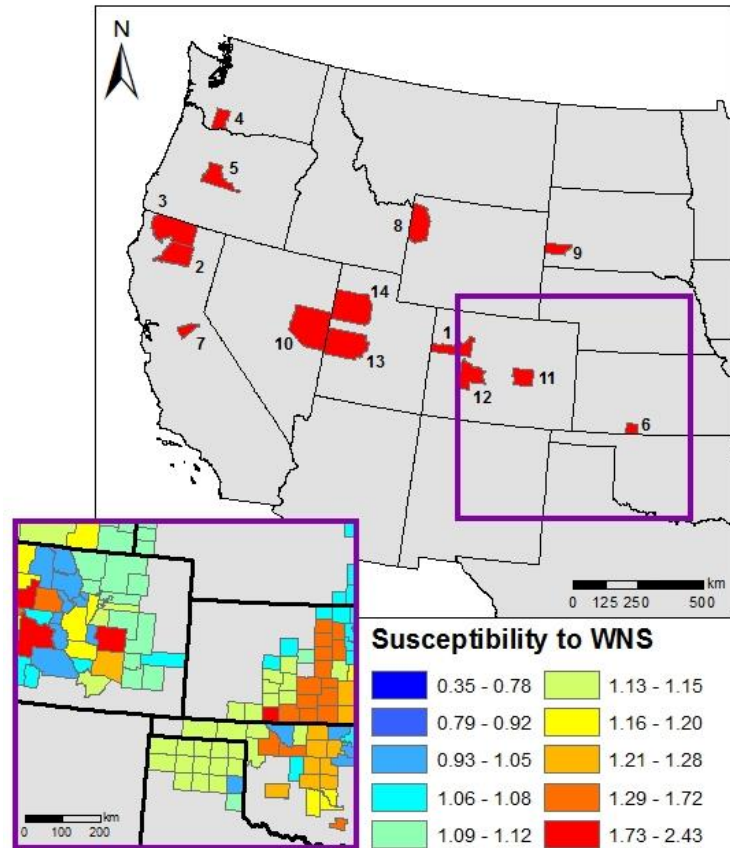 N
4
5
3
2
8
9
14
7
10
13
1
12
11
6
km
0 125 250 500
km
0 100 200
Susceptibility to WNS
0.35 - 0.78
0.79 - 0.92
0.93 - 1.05
1.06 - 1.08
1.09 - 1.12
1.13 - 1.15
1.16 - 1.20
1.21 - 1.28
1.29 - 1.72
1.73 - 2.43